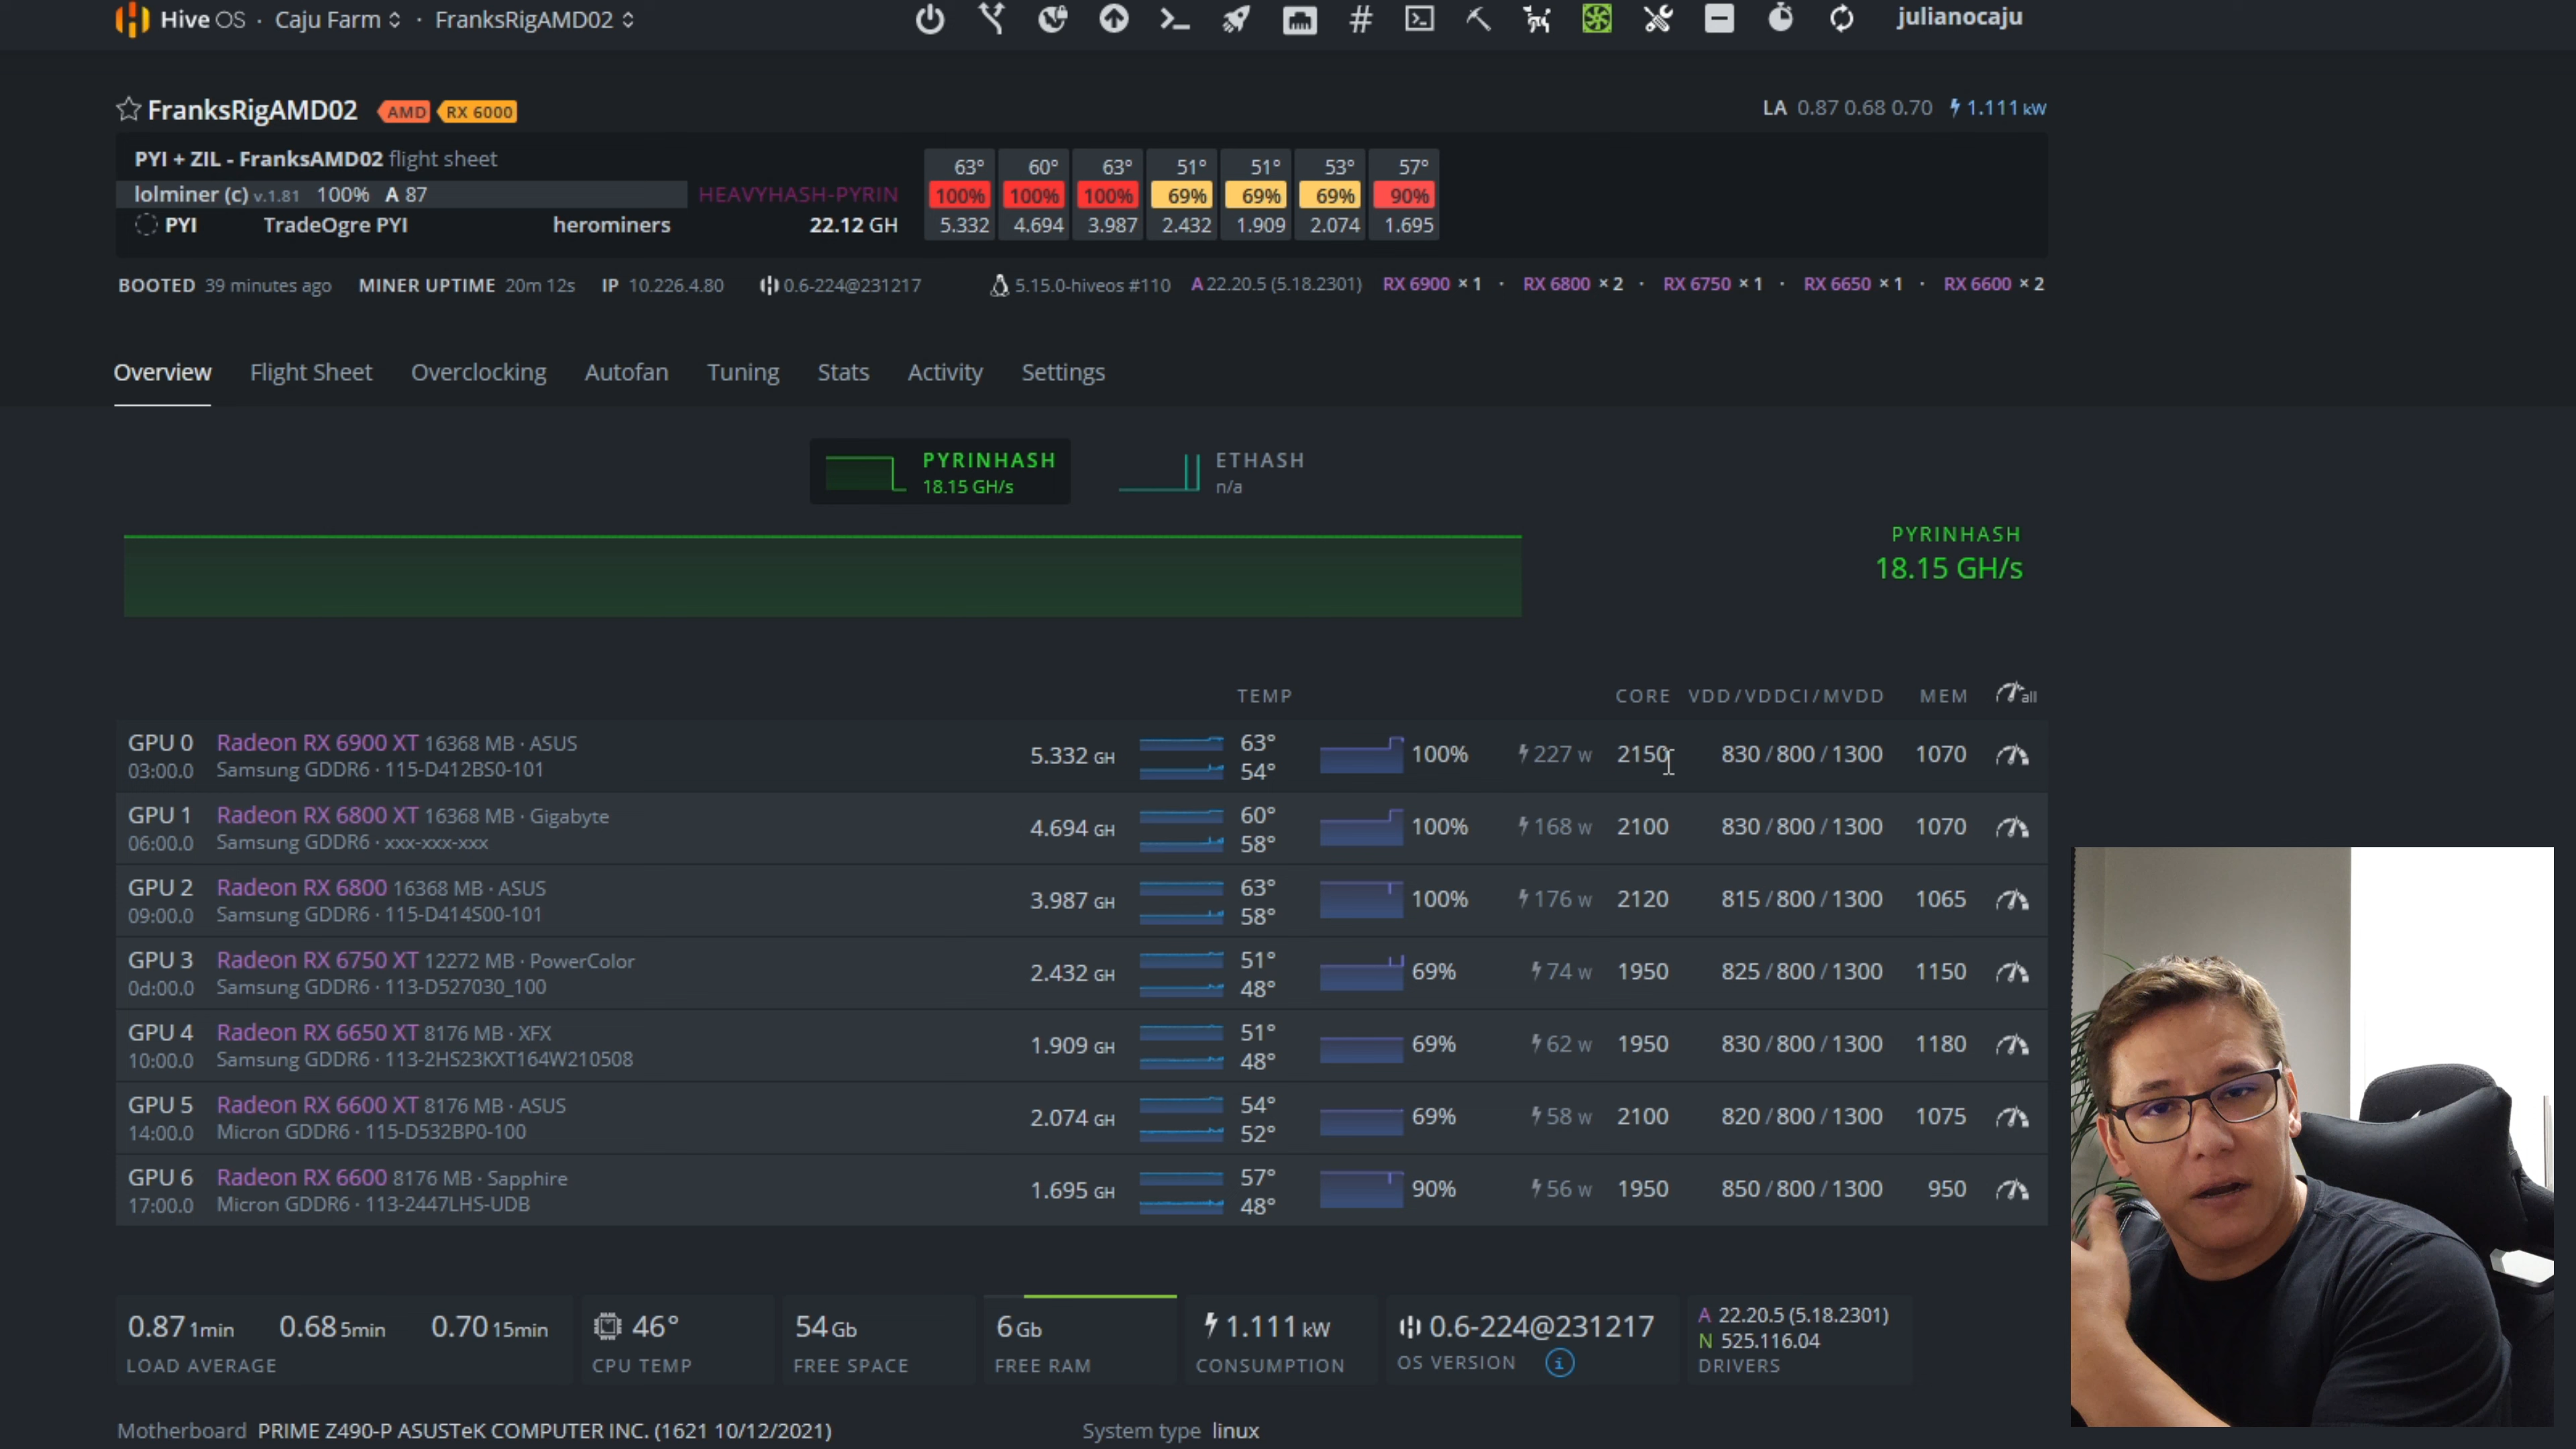 Hive OS · Caju Farm · FranksRigAMD02 # julianocaju
FranksRigAMD02 AMD RX 6000 LA 0.87 0.68 0.70 1.111 kW
PYI + ZIL - FranksAMD02 flight sheet
lolminer (c) v.1.81 100% A 87 HEAVYHASH-PYRIN
PYI TradeOgre PYI herominers 22.12 GH
63° 60° 63° 51° 51° 53° 57°
100% 100% 100% 69% 69% 69% 90%
5.332 4.694 3.987 2.432 1.909 2.074 1.695
BOOTED 39 minutes ago MINER UPTIME 20m 12s IP 10.226.4.80 0.6-224@231217 5.15.0-hiveos #110 A 22.20.5 (5.18.2301) RX 6900 × 1 · RX 6800 × 2 · RX 6750 × 1 · RX 6650 × 1 · RX 6600 × 2
Overview Flight Sheet Overclocking Autofan Tuning Stats Activity Settings
PYRINHASH
18.15 GH/s
ETHASH
n/a
PYRINHASH
18.15 GH/s
TEMP CORE VDD/VDDCI/MVDD MEM all
GPU 0 Radeon RX 6900 XT 16368 MB · ASUS
03:00.0 Samsung GDDR6 · 115-D412BS0-101
5.332 GH 63° 54° 100% 227 W 2150 830 / 800 / 1300 1070
GPU 1 Radeon RX 6800 XT 16368 MB · Gigabyte
06:00.0 Samsung GDDR6 · xxx-xxx-xxx
4.694 GH 60° 58° 100% 168 W 2100 830 / 800 / 1300 1070
GPU 2 Radeon RX 6800 16368 MB · ASUS
09:00.0 Samsung GDDR6 · 115-D414S00-101
3.987 GH 63° 58° 100% 176 W 2120 815 / 800 / 1300 1065
GPU 3 Radeon RX 6750 XT 12272 MB · PowerColor
0d:00.0 Samsung GDDR6 · 113-D527030_100
2.432 GH 51° 48° 69% 74 W 1950 825 / 800 / 1300 1150
GPU 4 Radeon RX 6650 XT 8176 MB · XFX
10:00.0 Samsung GDDR6 · 113-2HS23KXT164W210508
1.909 GH 51° 48° 69% 62 W 1950 830 / 800 / 1300 1180
GPU 5 Radeon RX 6600 XT 8176 MB · ASUS
14:00.0 Micron GDDR6 · 115-D532BP0-100
2.074 GH 54° 52° 69% 58 W 2100 820 / 800 / 1300 1075
GPU 6 Radeon RX 6600 8176 MB · Sapphire
17:00.0 Micron GDDR6 · 113-2447LHS-UDB
1.695 GH 57° 48° 90% 56 W 1950 850 / 800 / 1300 950
0.87 1min 0.68 5min 0.70 15min
LOAD AVERAGE
46°
CPU TEMP
54 Gb
FREE SPACE
6 Gb
FREE RAM
1.111 kW
CONSUMPTION
0.6-224@231217
OS VERSION i
A 22.20.5 (5.18.2301)
N 525.116.04
DRIVERS
Motherboard PRIME Z490-P ASUSTeK COMPUTER INC. (1621 10/12/2021) System type linux